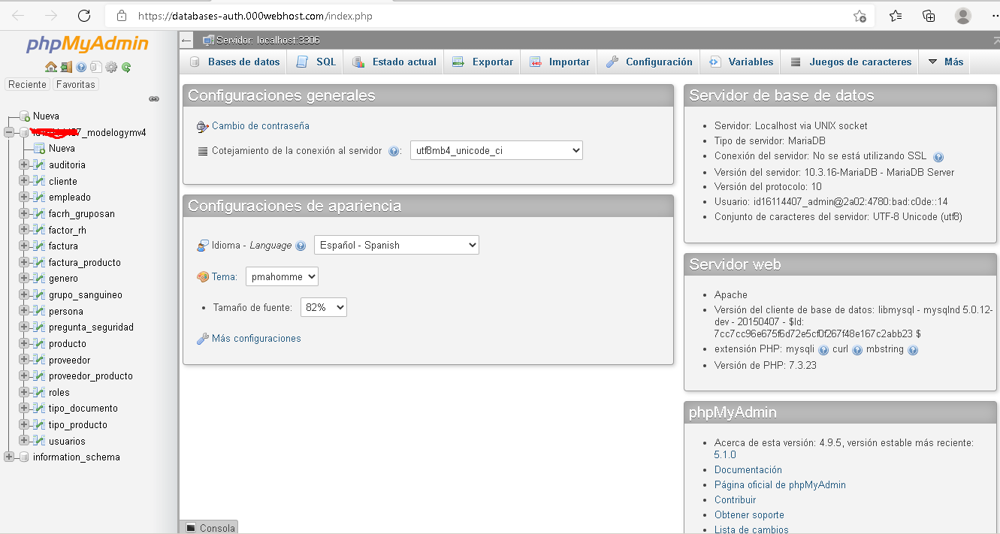 https://databases-auth.000webhost.com/index.php
phpMyAdmin
Reciente Favoritas
Nueva
7_modelogymv4
Nueva
auditoria
cliente
empleado
facrh_gruposan
factor_rh
factura
factura_producto
genero
grupo_sanguineo
persona
pregunta_seguridad
producto
proveedor
proveedor_producto
roles
tipo_documento
tipo_producto
usuarios
information_schema
Servidor: localhost:3306
Bases de datos SQL Estado actual Exportar Importar Configuración Variables Juegos de caracteres Más
Configuraciones generales
Cambio de contraseña
Cotejamiento de la conexión al servidor : utf8mb4_unicode_ci
Configuraciones de apariencia
Idioma - Language Español - Spanish
Tema: pmahomme
• Tamaño de fuente: 82%
Más configuraciones
Consola
Servidor de base de datos
• Servidor: Localhost via UNIX socket
• Tipo de servidor: MariaDB
• Conexión del servidor: No se está utilizando SSL
• Versión del servidor: 10.3.16-MariaDB - MariaDB Server
• Versión del protocolo: 10
• Usuario: id16114407_admin@2a02:4780:bad:c0de::14
• Conjunto de caracteres del servidor: UTF-8 Unicode (utf8)
Servidor web
• Apache
• Versión del cliente de base de datos: libmysql - mysqlnd 5.0.12-
dev - 20150407 - $Id:
7cc7cc96e675f6d72e5cf0f267f48e167c2abb23 $
• extensión PHP: mysqli curl mbstring
• Versión de PHP: 7.3.23
phpMyAdmin
• Acerca de esta versión: 4.9.5, versión estable más reciente:
5.1.0
• Documentación
• Página oficial de phpMyAdmin
• Contribuir
• Obtener soporte
• Lista de cambios